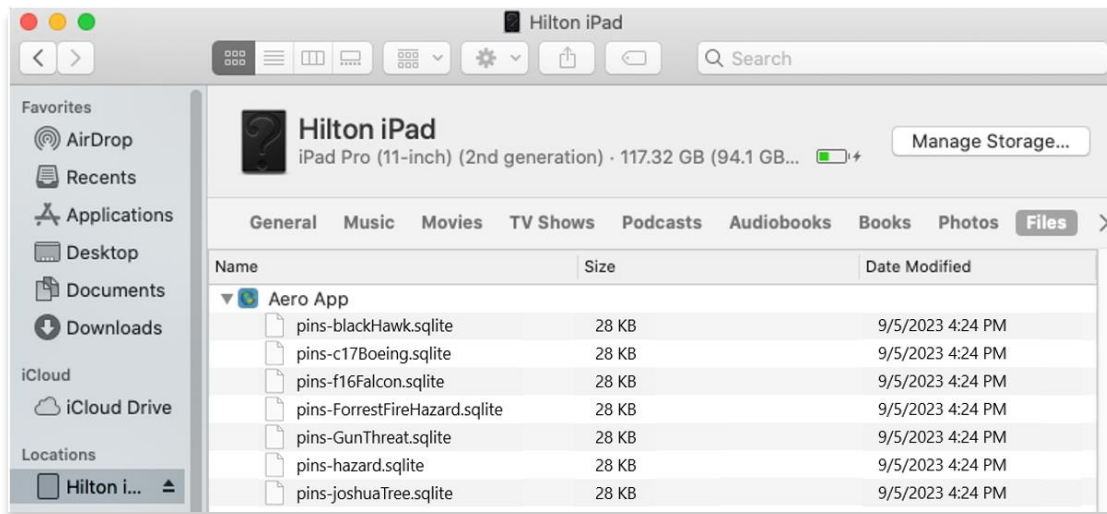 Hilton iPad
Search
Favorites
AirDrop
Recents
Applications
Desktop
Documents
Downloads
iCloud
iCloud Drive
Locations
Hilton i...
Hilton iPad
iPad Pro (11-inch) (2nd generation) · 117.32 GB (94.1 GB...
Manage Storage...
General Music Movies TV Shows Podcasts Audiobooks Books Photos Files
Name Size Date Modified
Aero App
pins-blackHawk.sqlite 28 KB 9/5/2023 4:24 PM
pins-c17Boeing.sqlite 28 KB 9/5/2023 4:24 PM
pins-f16Falcon.sqlite 28 KB 9/5/2023 4:24 PM
pins-ForrestFireHazard.sqlite 28 KB 9/5/2023 4:24 PM
pins-GunThreat.sqlite 28 KB 9/5/2023 4:24 PM
pins-hazard.sqlite 28 KB 9/5/2023 4:24 PM
pins-joshuaTree.sqlite 28 KB 9/5/2023 4:24 PM